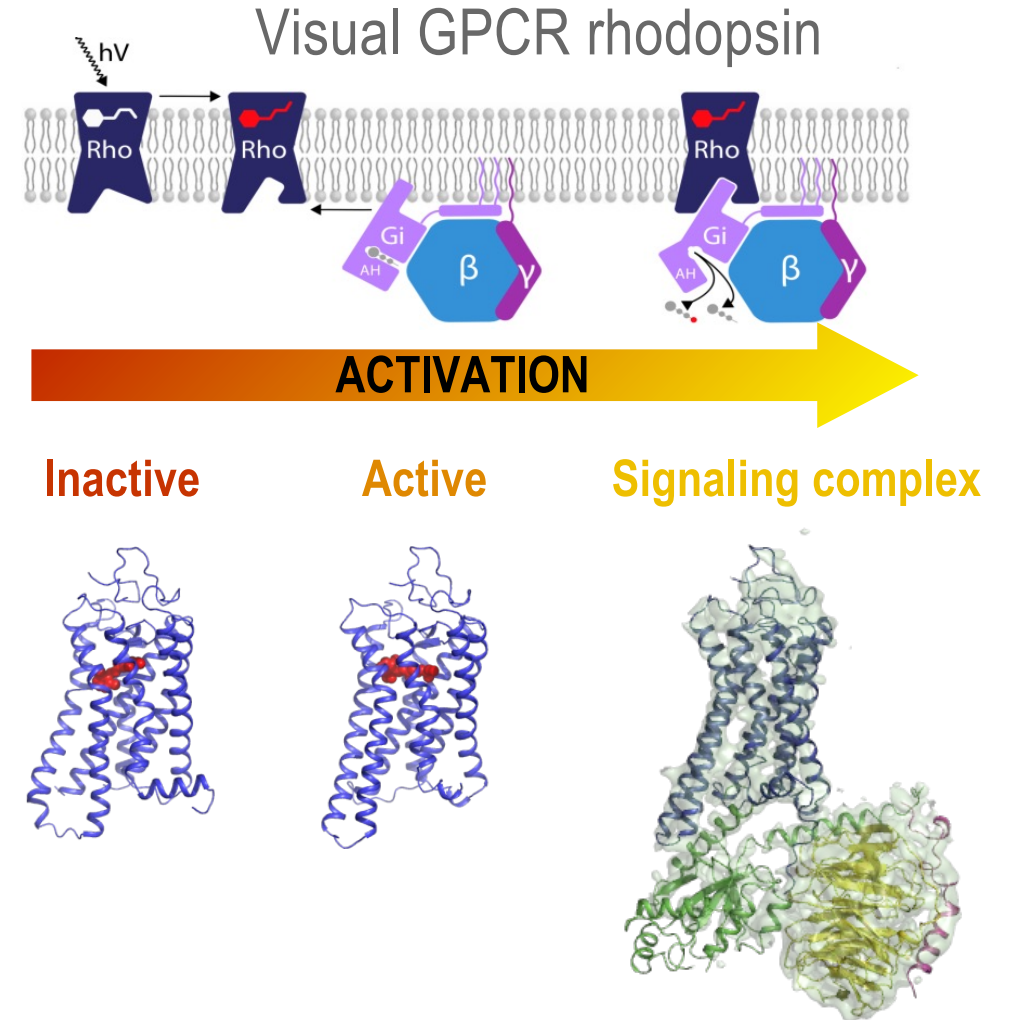 Visual GPCR rhodopsin
hV
Rho
Rho
Rho
Gi
AH
β
γ
Gi
AH
β
γ
ACTIVATION
Inactive
Active
Signaling complex